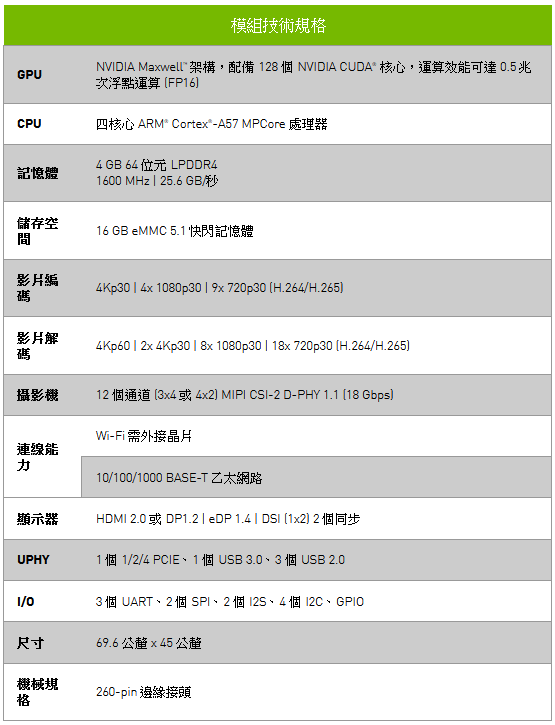 模組技術規格
GPU
NVIDIA Maxwell™ 架構，配備 128 個 NVIDIA CUDA® 核心，運算效能可達 0.5 兆
次浮點運算 (FP16)
CPU
四核心 ARM® Cortex®-A57 MPCore 處理器
記憶體
4 GB 64 位元 LPDDR4
1600 MHz | 25.6 GB/秒
儲存空
間
16 GB eMMC 5.1 快閃記憶體
影片編
碼
4Kp30 | 4x 1080p30 | 9x 720p30 (H.264/H.265)
影片解
碼
4Kp60 | 2x 4Kp30 | 8x 1080p30 | 18x 720p30 (H.264/H.265)
攝影機
12 個通道 (3x4 或 4x2) MIPI CSI-2 D-PHY 1.1 (18 Gbps)
連線能
力
Wi-Fi 需外接晶片
10/100/1000 BASE-T 乙太網路
顯示器
HDMI 2.0 或 DP1.2 | eDP 1.4 | DSI (1x2) 2 個同步
UPHY
1 個 1/2/4 PCIE、1 個 USB 3.0、3 個 USB 2.0
I/O
3 個 UART、2 個 SPI、2 個 I2S、4 個 I2C、GPIO
尺寸
69.6 公釐 x 45 公釐
機械規
格
260-pin 邊緣接頭